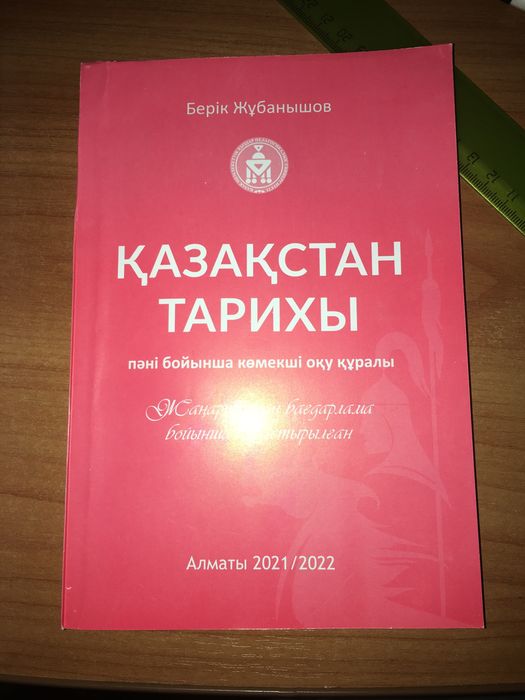 Берік Жұбанышов
ҚАЗАҚСТАН
ТАРИХЫ
пәні бойынша көмекші оқу құралы
бағдарлама
бойынша
Алматы 2021/2022